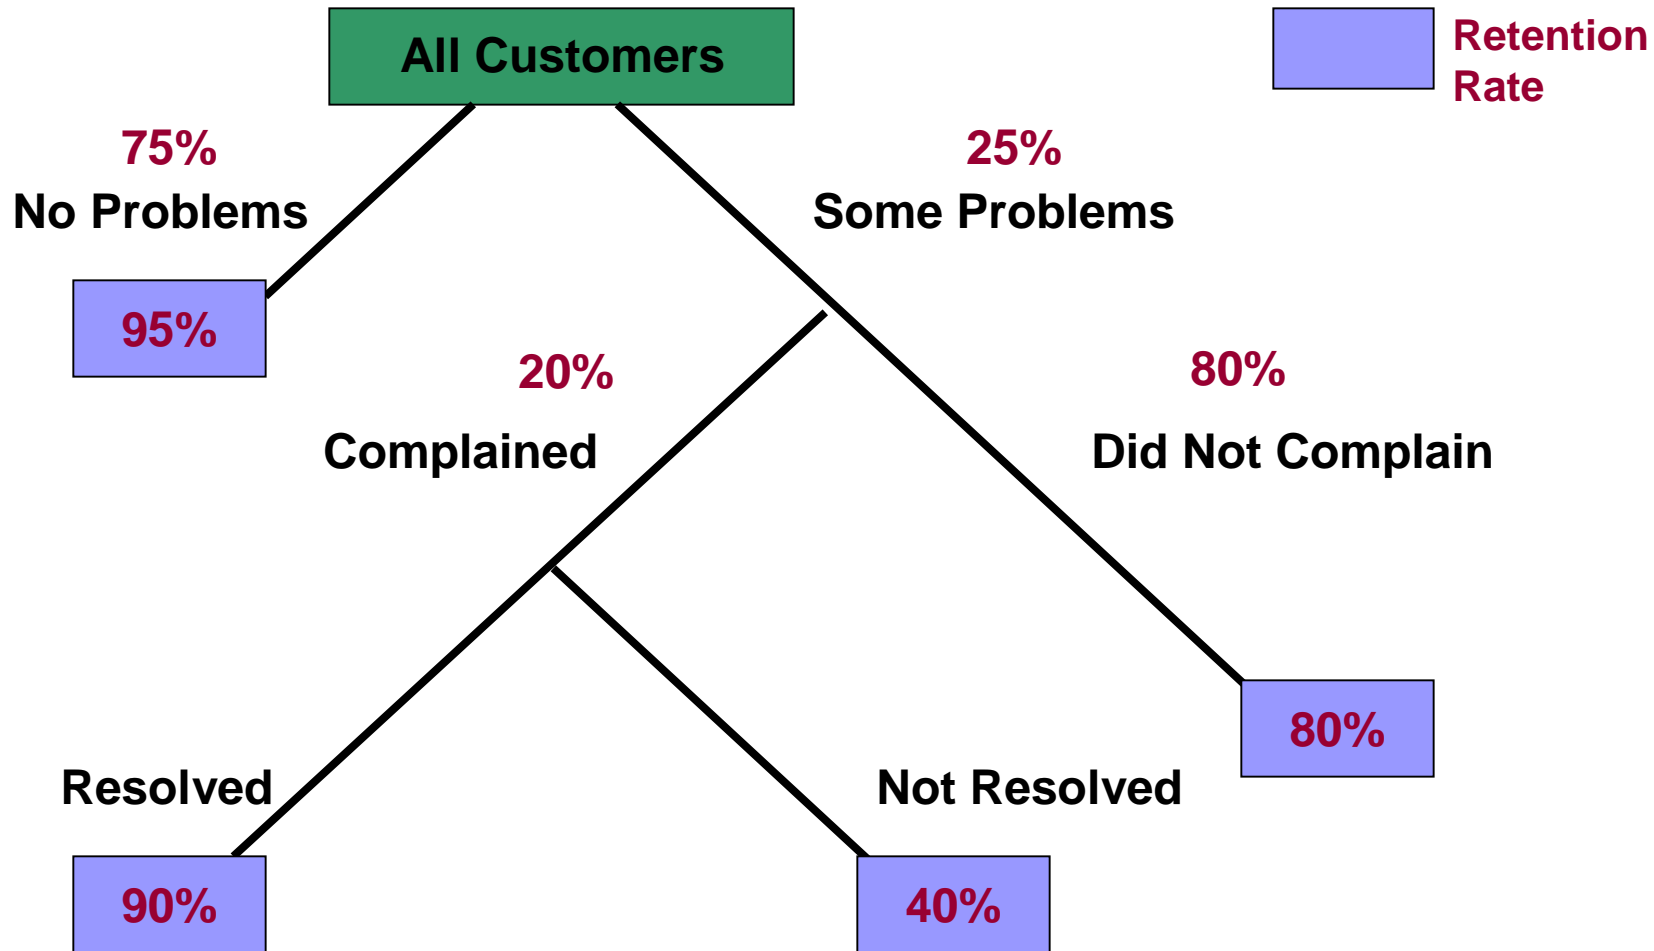 All Customers
Retention
Rate
75%
No Problems
25%
Some Problems
95%
20%
Complained
80%
Did Not Complain
80%
Resolved
Not Resolved
90%
40%